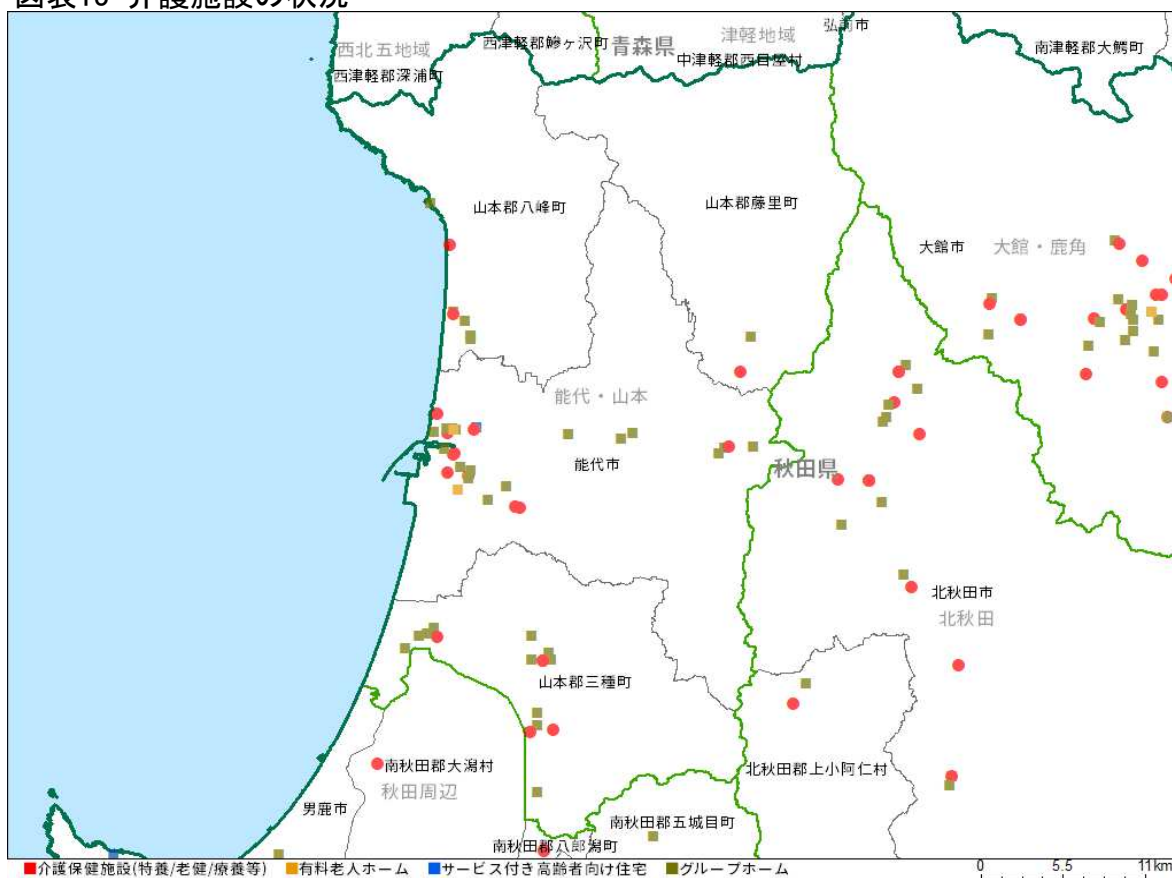 図表10 介護施設の状況
弘前市
西北五地域
西津軽郡鰺ヶ沢町
青森県
津軽地域
南津軽郡大鰐町
西津軽郡深浦町
中津軽郡西目屋村
山本郡八峰町
山本郡藤里町
大館市
大館・鹿角
能代・山本
能代市
秋田県
北秋田市
北秋田
山本郡三種町
南秋田郡大潟村
北秋田郡上小阿仁村
秋田周辺
男鹿市
南秋田郡五城目町
南秋田郡八郎潟町
介護保健施設(特養/老健/療養等)
有料老人ホーム
サービス付き高齢者向け住宅
グループホーム
0 5.5 11km